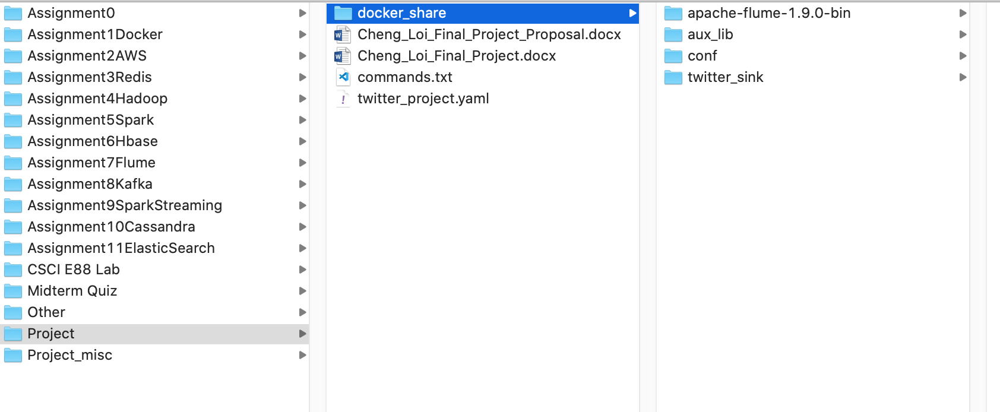 Assignment0
Assignment1Docker
Assignment2AWS
Assignment3Redis
Assignment4Hadoop
Assignment5Spark
Assignment6Hbase
Assignment7Flume
Assignment8Kafka
Assignment9SparkStreaming
Assignment10Cassandra
Assignment11ElasticSearch
CSCI E88 Lab
Midterm Quiz
Other
Project
Project_misc
docker_share
Cheng_Loi_Final_Project_Proposal.docx
Cheng_Loi_Final_Project.docx
commands.txt
twitter_project.yaml
apache-flume-1.9.0-bin
aux_lib
conf
twitter_sink